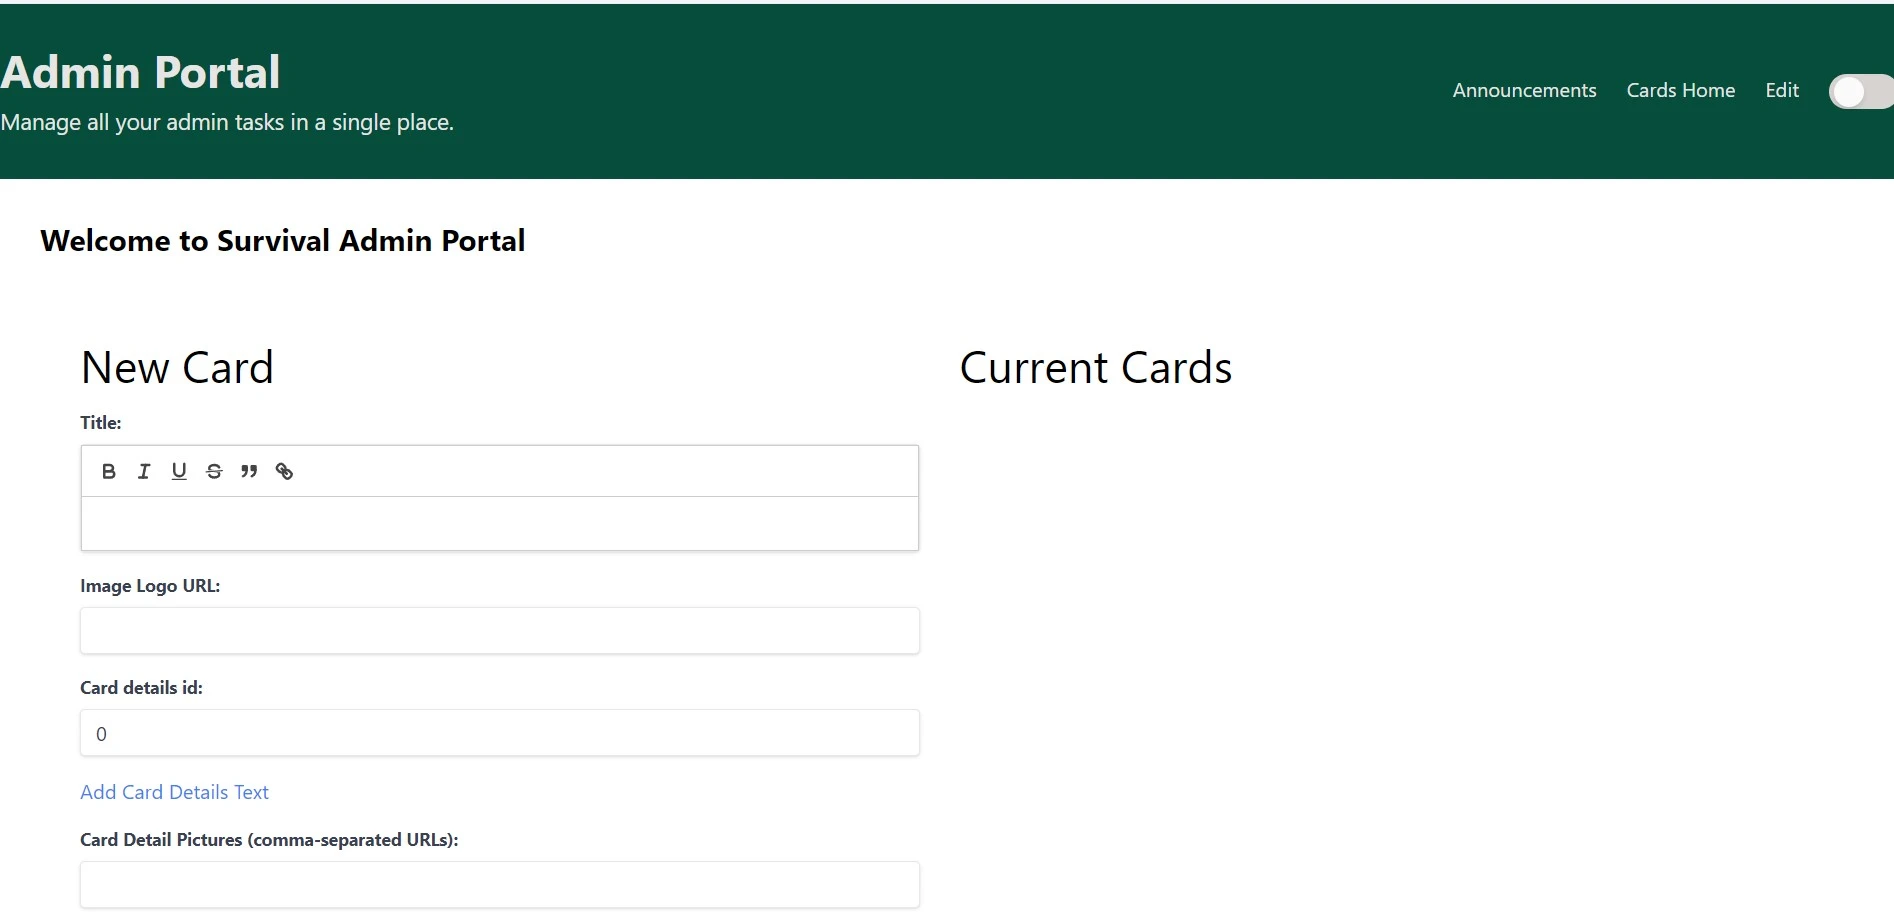 Admin Portal
Manage all your admin tasks in a single place.
Announcements Cards Home Edit
Welcome to Survival Admin Portal
New Card
Title:
B I U S
Image Logo URL:
Card details id:
0
Add Card Details Text
Card Detail Pictures (comma-separated URLs):
Current Cards